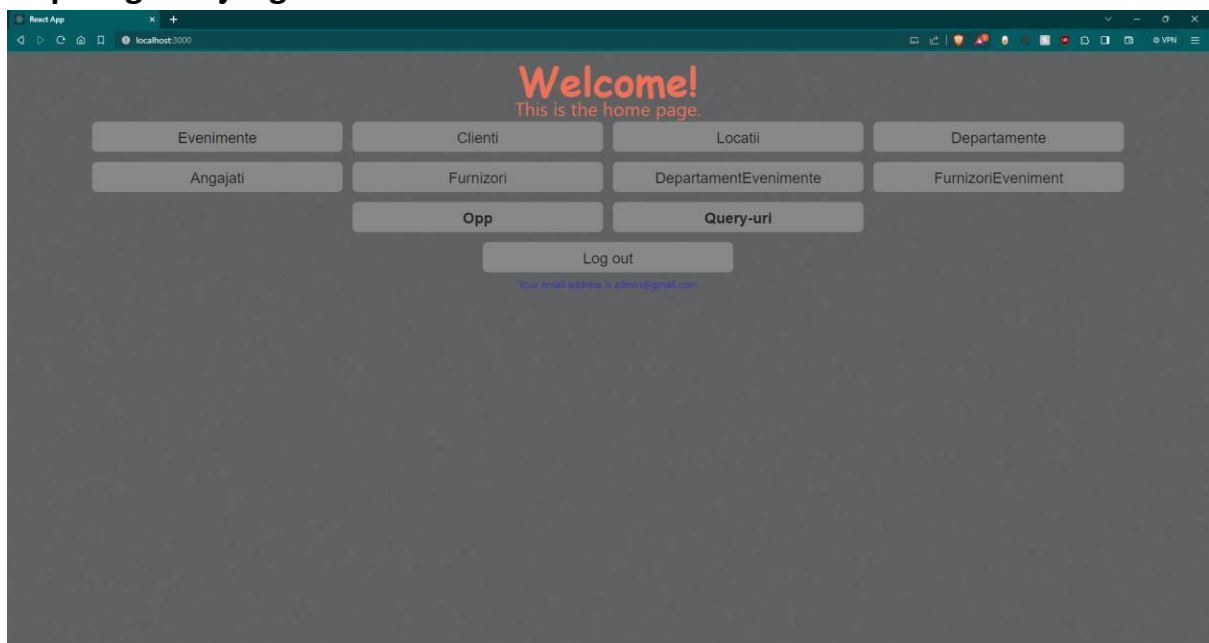 React App
localhost:3000
VPN
Welcome!
This is the home page.
Evenimente Clienti Locatii Departamente
Angajati Furnizori DepartamentEvenimente FurnizoriEveniment
Opp Query-uri
Log out
Your email address is admin@gmail.com